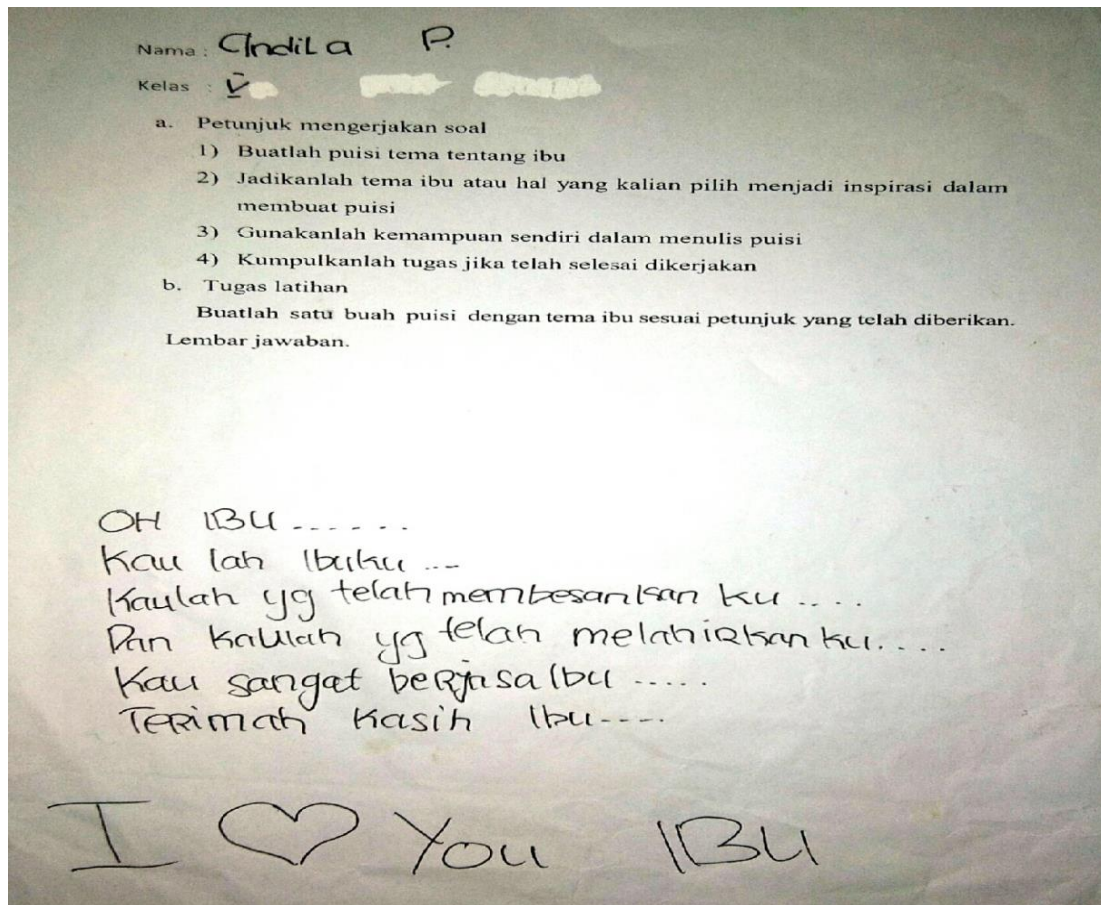 Nama : Andila P.
Kelas : V
a. Petunjuk mengerjakan soal
1) Buatlah puisi tema tentang ibu
2) Jadikanlah tema ibu atau hal yang kalian pilih menjadi inspirasi dalam
membuat puisi
3) Gunakanlah kemampuan sendiri dalam menulis puisi
4) Kumpulkanlah tugas jika telah selesai dikerjakan
b. Tugas latihan
Buatlah satu buah puisi dengan tema ibu sesuai petunjuk yang telah diberikan.
Lembar jawaban.
OH IBU ......
Kau lah Ibuku ...
Kaulah yg telah membesarkan ku ....
Dan kaulah yg telah melahirkan ku....
Kau sangat berjasa Ibu .....
Terimah kasih Ibu....
I ♡ You IBU